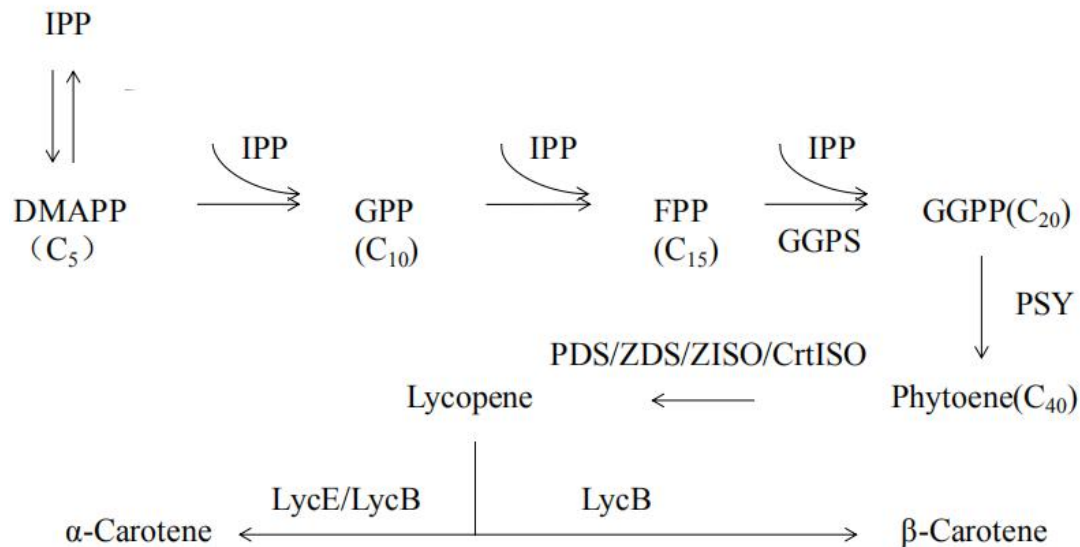 IPP
IPP IPP IPP
DMAPP GPP FPP GGPP(C₂₀)
(C₅) (C₁₀) (C₁₅) GGPS
PSY
PDS/ZDS/ZISO/CrtISO
Lycopene Phytoene(C₄₀)
LycE/LycB LycB
α-Carotene β-Carotene